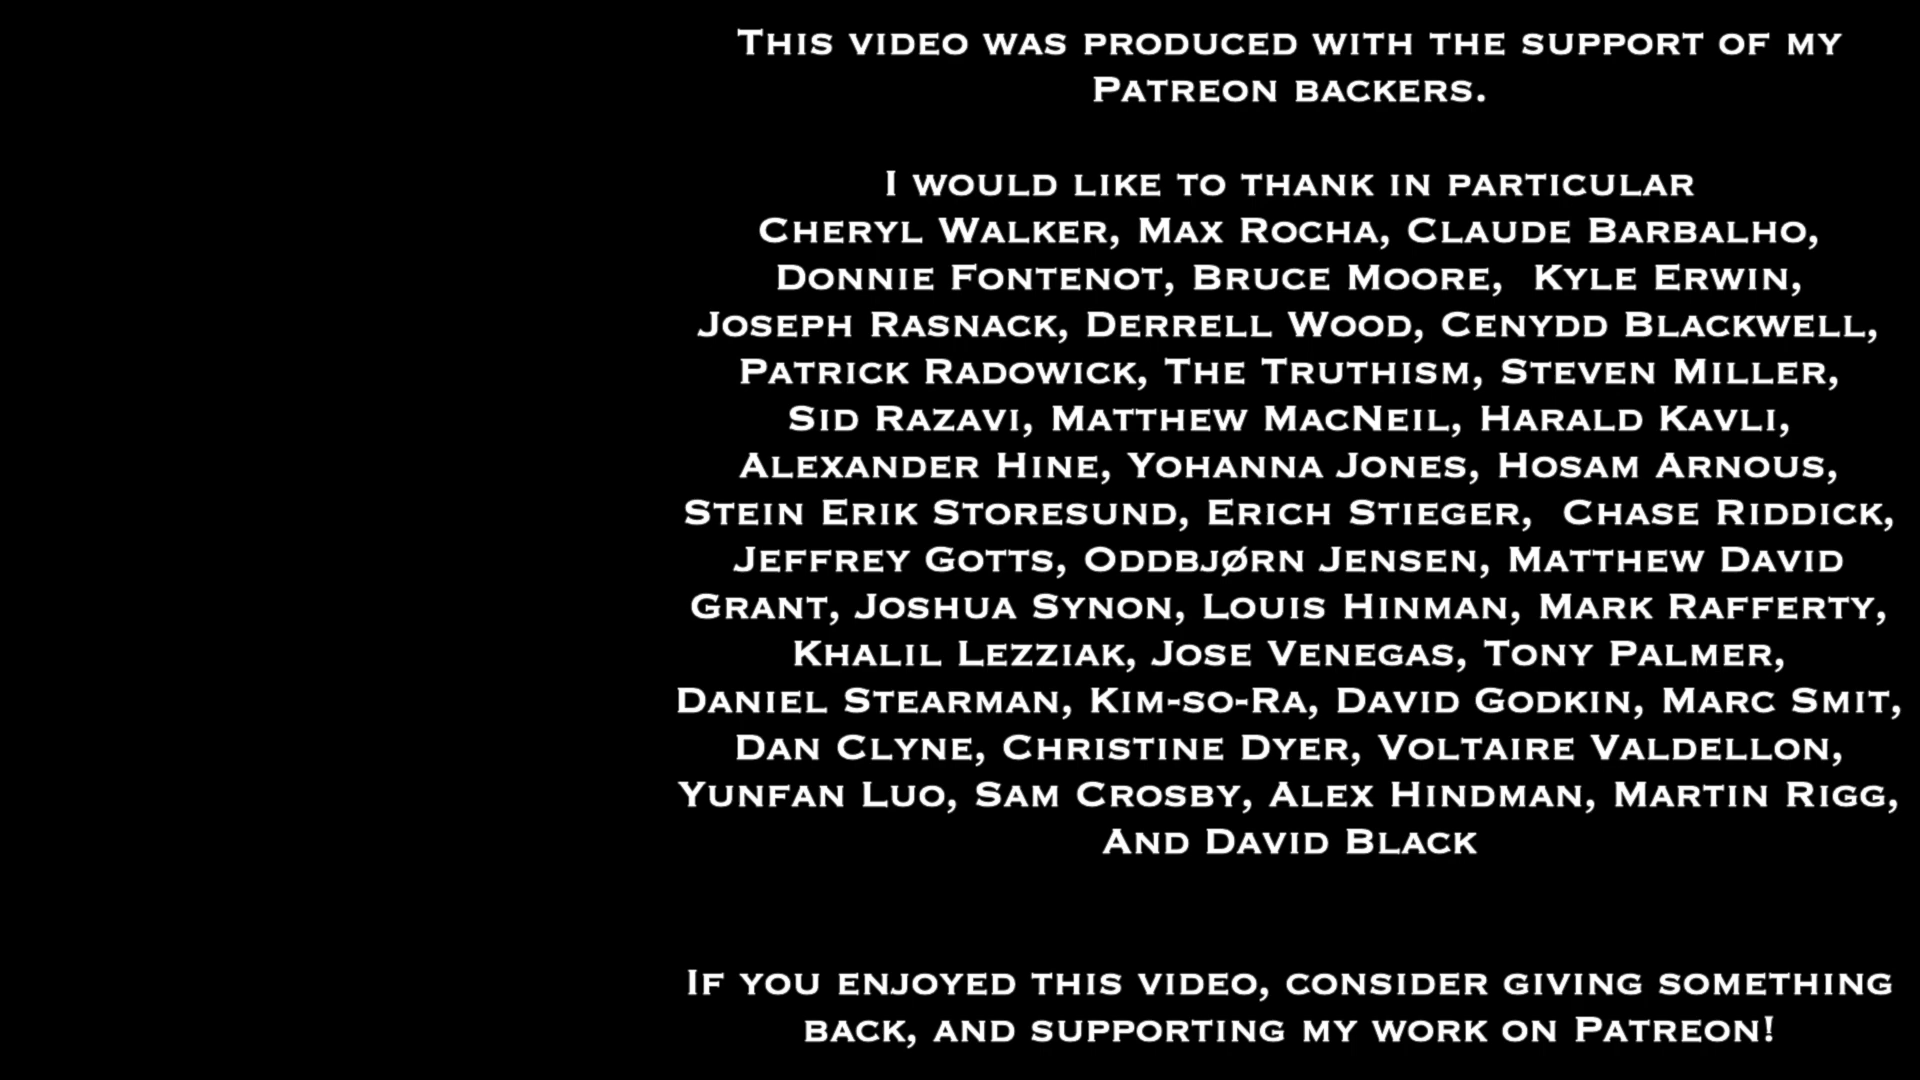 This video was produced with the support of my
Patreon backers.
I would like to thank in particular
Cheryl Walker, Max Rocha, Claude Barbalho,
Donnie Fontenot, Bruce Moore, Kyle Erwin,
Joseph Rasnack, Derrell Wood, Cenydd Blackwell,
Patrick Radowick, The Truthism, Steven Miller,
Sid Razavi, Matthew MacNeil, Harald Kavli,
Alexander Hine, Yohanna Jones, Hosam Arnous,
Stein Erik Storesund, Erich Stieger, Chase Riddick,
Jeffrey Gotts, Oddbjørn Jensen, Matthew David
Grant, Joshua Synon, Louis Hinman, Mark Rafferty,
Khalil Lezziak, Jose Venegas, Tony Palmer,
Daniel Stearman, Kim-so-Ra, David Godkin, Marc Smit,
Dan Clyne, Christine Dyer, Voltaire Valdellon,
Yunfan Luo, Sam Crosby, Alex Hindman, Martin Rigg,
And David Black
If you enjoyed this video, consider giving something
back, and supporting my work on Patreon!